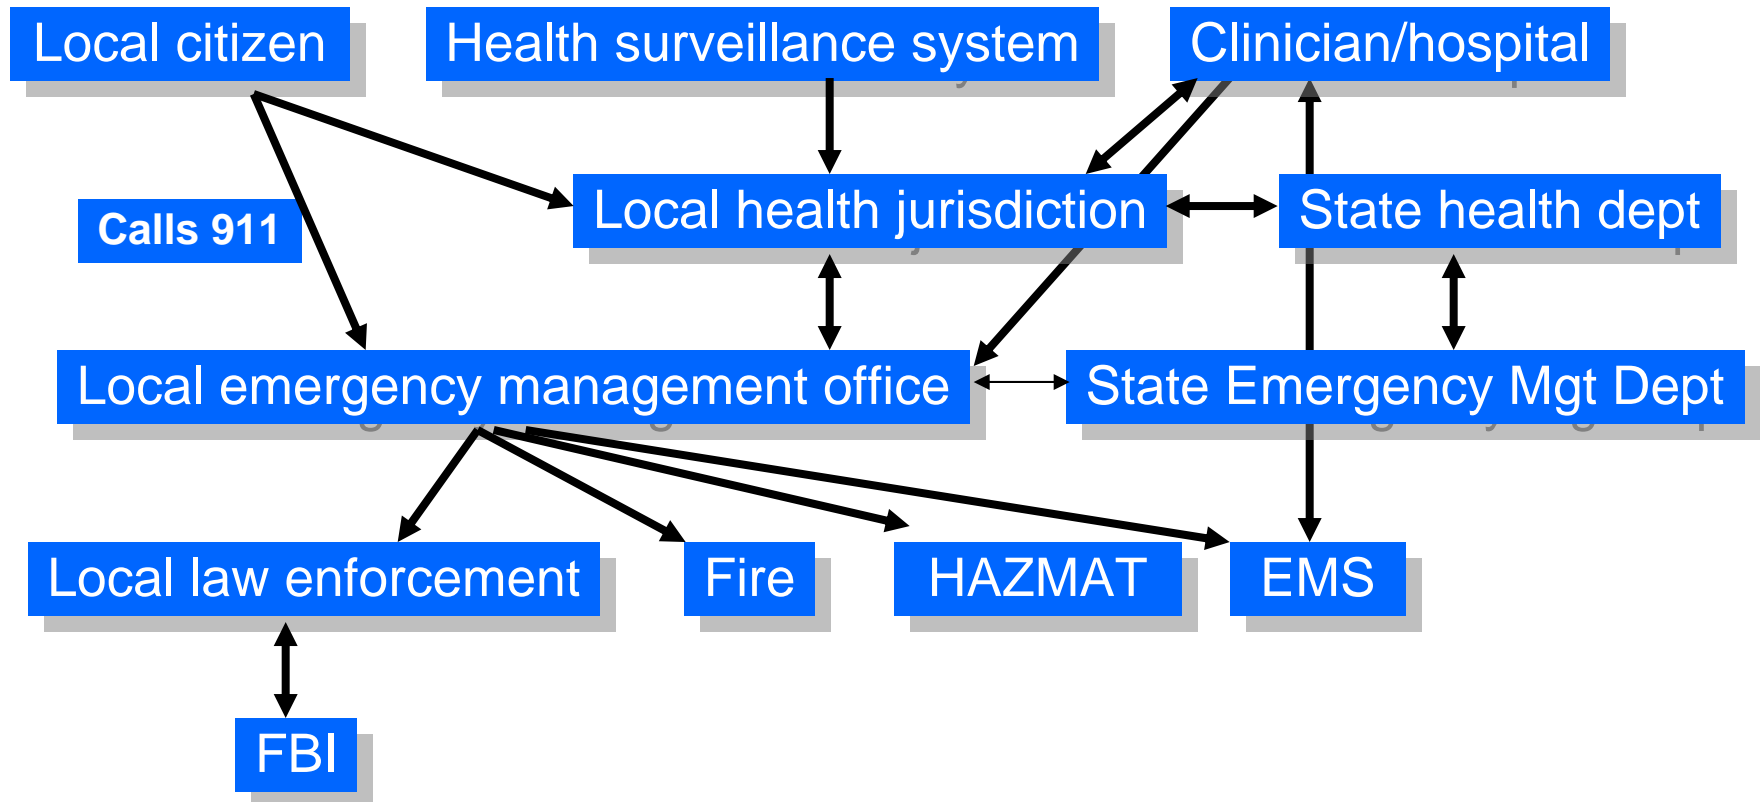 Local citizen
Health surveillance system
Clinician/hospital
Calls 911
Local health jurisdiction
State health dept
Local emergency management office
State Emergency Mgt Dept
Local law enforcement
Fire
HAZMAT
EMS
FBI